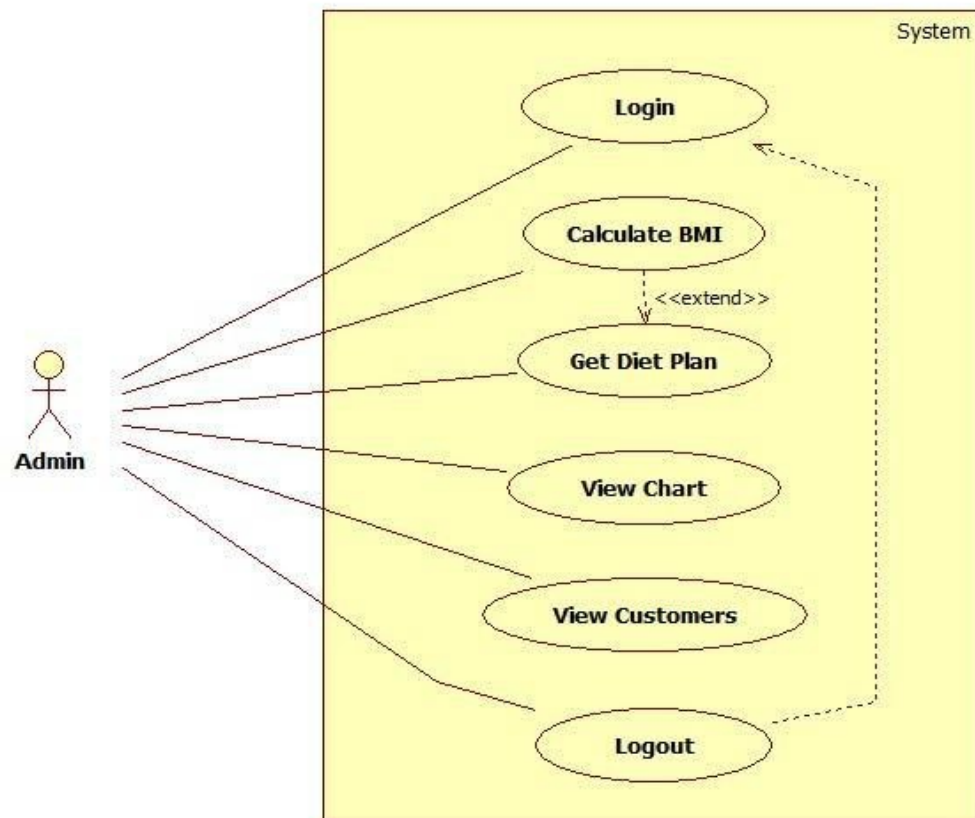 System
Login
Calculate BMI
<<extend>>
Get Diet Plan
Admin
View Chart
View Customers
Logout